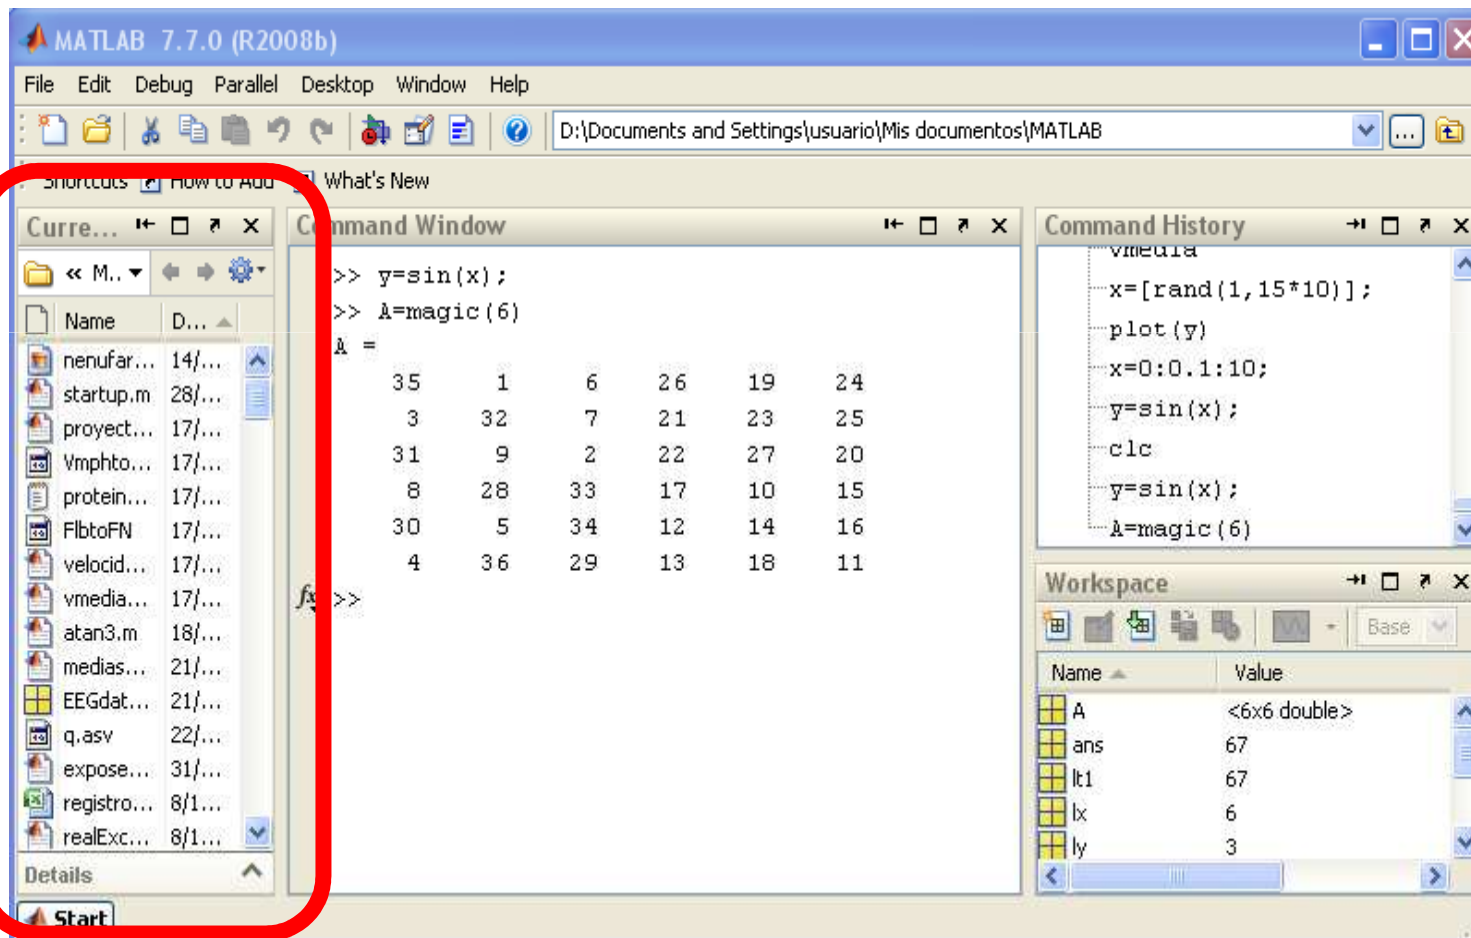 MATLAB 7.7.0 (R2008b)
File Edit Debug Parallel Desktop Window Help
D:\Documents and Settings\usuario\Mis documentos\MATLAB
Shortcuts How to Add What's New
Curre...
« M..
Name D...
nenufar... 14/...
startup.m 28/...
proyect... 17/...
Vmphto... 17/...
protein... 17/...
FlbtoFN 17/...
velocid... 17/...
vmedia... 17/...
atan3.m 18/...
medias... 21/...
EEGdat... 21/...
q.asv 22/...
expose... 31/...
registro... 8/1...
realExc... 8/1...
Details
Start
Command Window
>> y=sin(x);
>> A=magic(6)
A =
35 1 6 26 19 24
3 32 7 21 23 25
31 9 2 22 27 20
8 28 33 17 10 15
30 5 34 12 14 16
4 36 29 13 18 11
fx >>
Command History
vmedia
x=[rand(1,15*10)];
plot(y)
x=0:0.1:10;
y=sin(x);
clc
y=sin(x);
A=magic(6)
Workspace
Base
Name Value
A <6x6 double>
ans 67
lt1 67
lx 6
ly 3